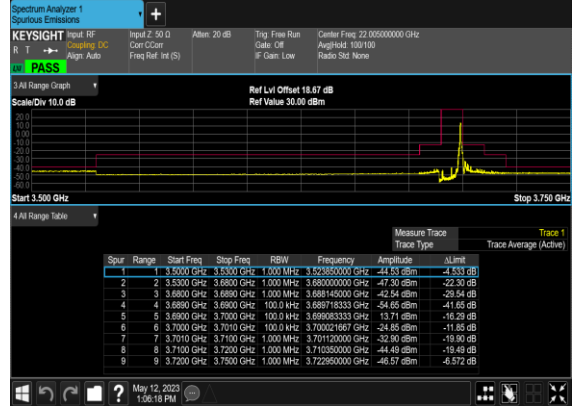 Spectrum Analyzer 1
Spurious Emissions
+
KEYSIGHT Input: RF Input Z: 50 Ω Atten: 20 dB Trig: Free Run Center Freq: 22.005000000 GHz
R T Coupling: DC Corr CCorr Gate: Off Avg|Hold: 100/100
Align: Auto Freq Ref: Int (S) IF Gain: Low Radio Std: None
LW PASS
3 All Range Graph
Ref Lvl Offset 18.67 dB
Scale/Div 10.0 dB Ref Value 30.00 dBm
20.0
10.0
0.00
-10.0
-20.0
-30.0
-40.0
-50.0
-60.0
Start 3.500 GHz Stop 3.750 GHz
4 All Range Table
Measure Trace Trace 1
Trace Type Trace Average (Active)
Spur Range Start Freq Stop Freq RBW Frequency Amplitude ΔLimit
1 1 3.5000 GHz 3.5300 GHz 1.000 MHz 3.523850000 GHz -44.53 dBm -4.533 dB
2 2 3.5300 GHz 3.6800 GHz 1.000 MHz 3.680000000 GHz -47.30 dBm -22.30 dB
3 3 3.6800 GHz 3.6890 GHz 1.000 MHz 3.688145000 GHz -42.54 dBm -29.54 dB
4 4 3.6890 GHz 3.6900 GHz 100.0 kHz 3.689718333 GHz -54.65 dBm -41.65 dB
5 5 3.6900 GHz 3.7000 GHz 100.0 kHz 3.699083333 GHz 13.71 dBm -16.29 dB
6 6 3.7000 GHz 3.7010 GHz 100.0 kHz 3.700021667 GHz -24.85 dBm -11.85 dB
7 7 3.7010 GHz 3.7100 GHz 1.000 MHz 3.701120000 GHz -32.90 dBm -19.90 dB
8 8 3.7100 GHz 3.7200 GHz 1.000 MHz 3.710350000 GHz -44.49 dBm -19.49 dB
9 9 3.7200 GHz 3.7500 GHz 1.000 MHz 3.722950000 GHz -46.57 dBm -6.572 dB
? May 12, 2023
1:06:18 PM